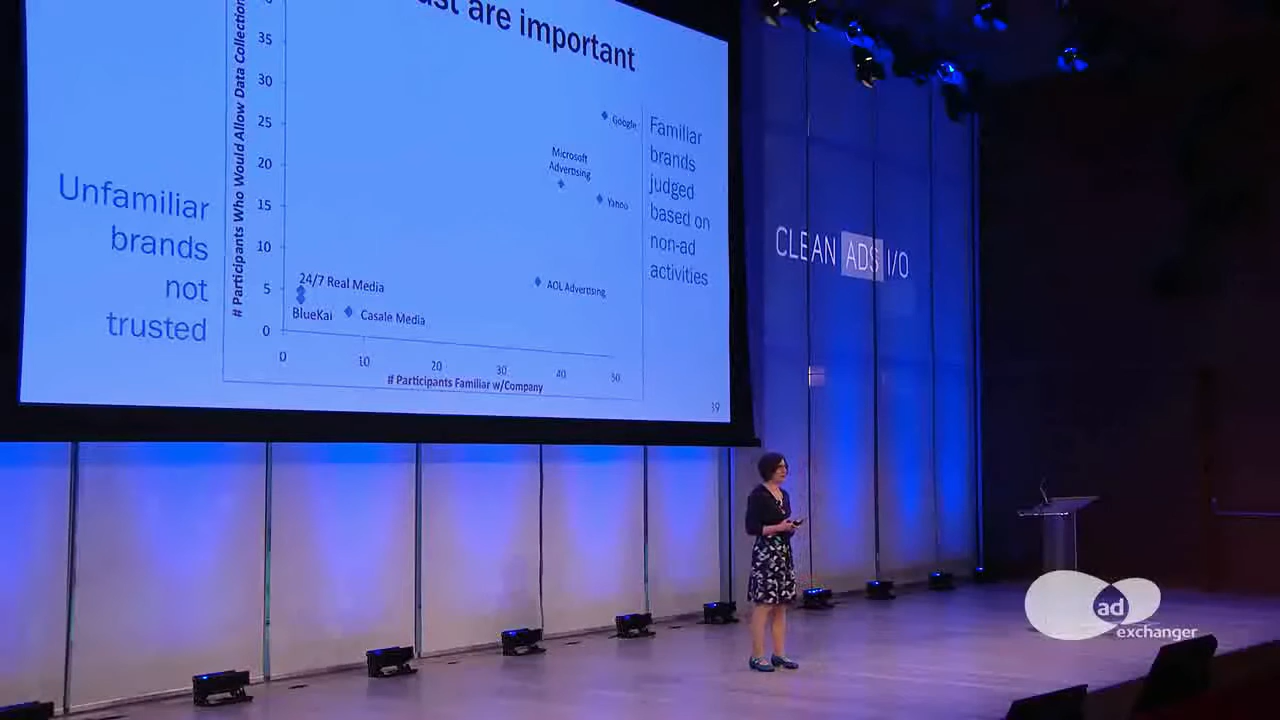 ust are important
# Participants Who Would Allow Data Collection
35
30
25
20
15
10
5
0
0
10
20
30
40
50
# Participants Familiar w/Company
Google
Microsoft
Advertising
Yahoo
AOL Advertising
24/7 Real Media
BlueKai
Casale Media
Unfamiliar
brands
not
trusted
Familiar
brands
judged
based on
non-ad
activities
39
CLEAN ADS I/O
ad
exchanger